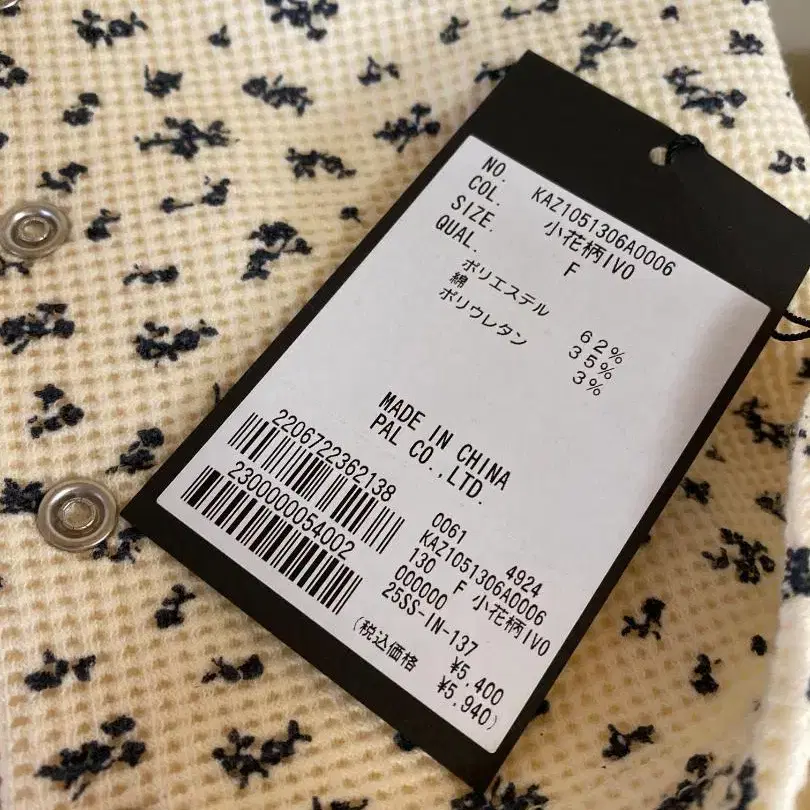 NO. KAZ1051306A0006
COL. 小花柄IVO
SIZE. F
QUAL.
ポリエステル 62%
綿 35%
ポリウレタン 3%
MADE IN CHINA
PAL CO.,LTD.
2206722362138
2300000054002
0061 4924
KAZ1051306A0006
130 F 小花柄IVO
000000
25SS-IN-137
¥5,400
(税込価格 ¥5,940)